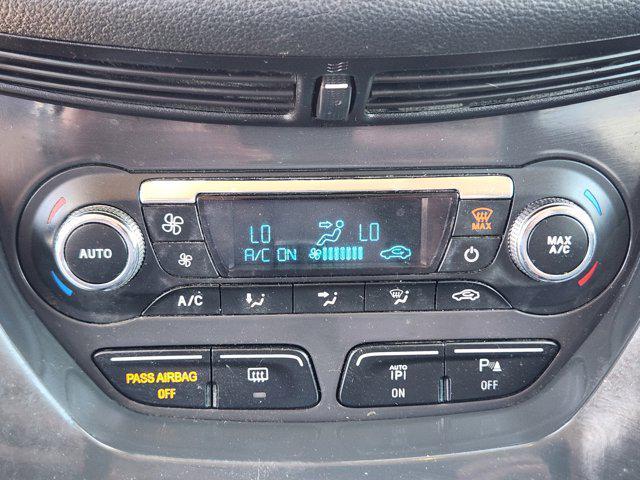 MAX
LO LO
AUTO
MAX
A/C
A/C ON
A/C
PASS AIRBAG
OFF
AUTO
(P)
ON
P
OFF